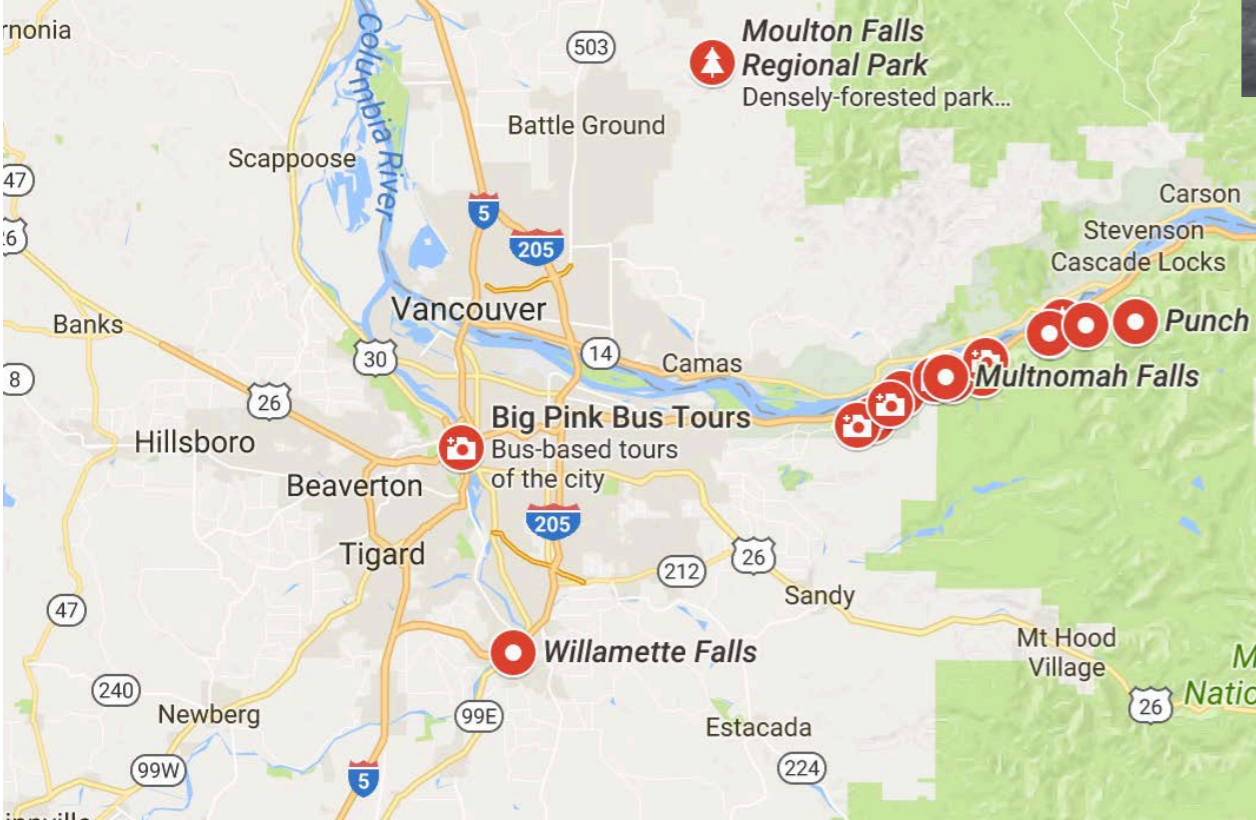 rnonia
Columbia River
503
Moulton Falls
Regional Park
Densely-forested park...
Battle Ground
Scappoose
47
26
5
205
Carson
Stevenson
Cascade Locks
Vancouver
Banks
30
14
Camas
Punch
Multnomah Falls
8
26
Hillsboro
Big Pink Bus Tours
Bus-based tours
of the city
Beaverton
205
Tigard
212
26
Sandy
47
Willamette Falls
Mt Hood
Village
M
Natio
26
240
Newberg
99E
Estacada
99W
5
224